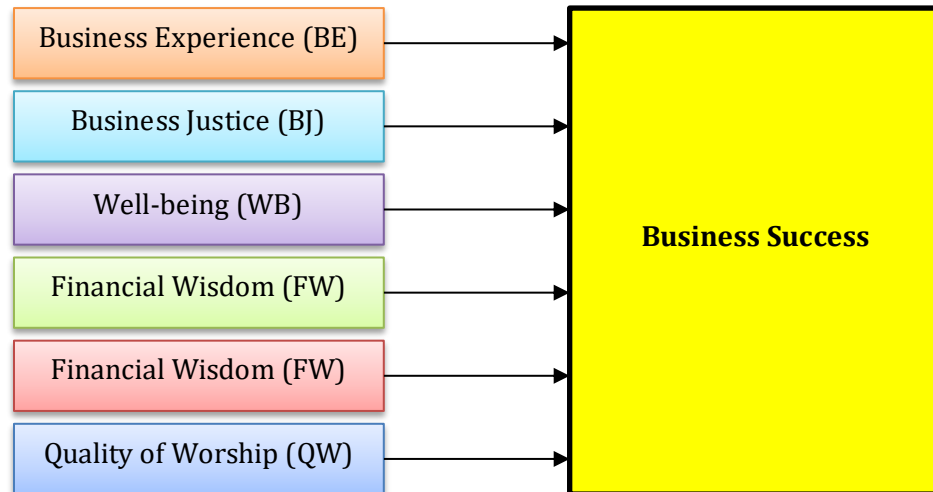 Business Experience (BE)
Business Justice (BJ)
Well-being (WB)
Financial Wisdom (FW)
Financial Wisdom (FW)
Quality of Worship (QW)
Business Success